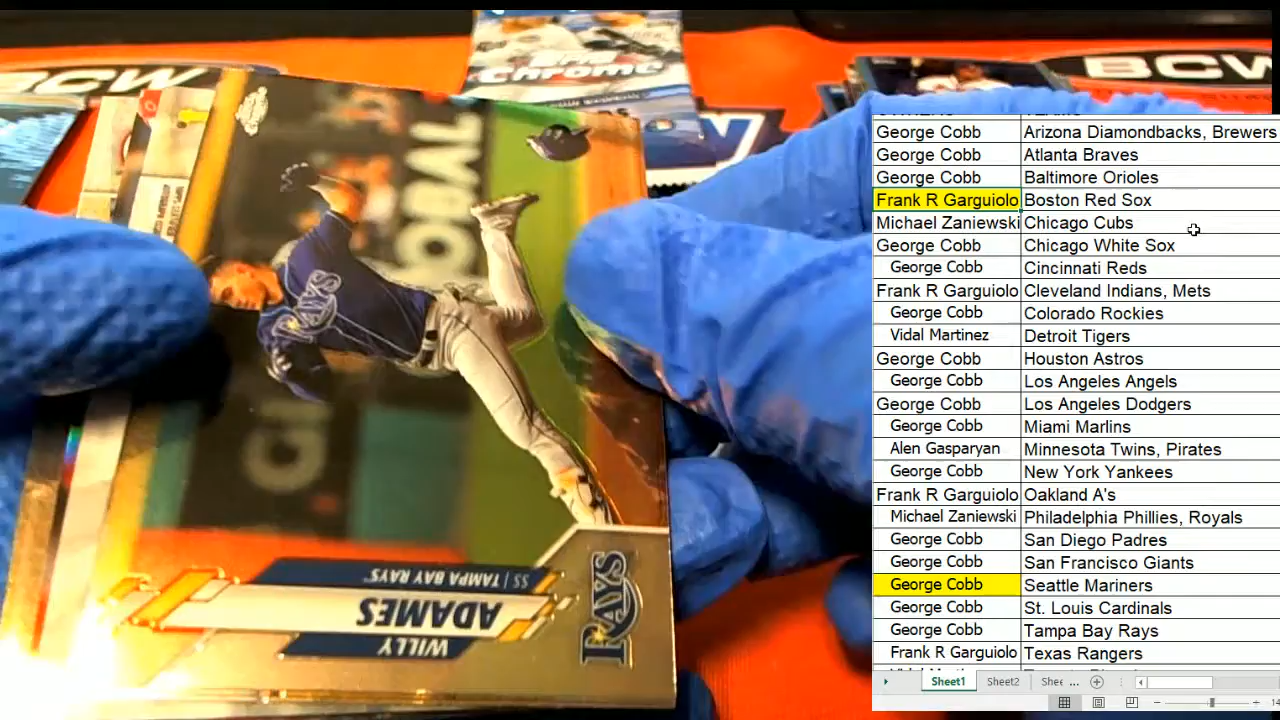 BCW
Chrome
BCW
RAYS
WILLY
ADAMES
SS | TAMPA BAY RAYS
RAYS
George Cobb Arizona Diamondbacks, Brewers
George Cobb Atlanta Braves
George Cobb Baltimore Orioles
Frank R Garguiolo Boston Red Sox
Michael Zaniewski Chicago Cubs
George Cobb Chicago White Sox
George Cobb Cincinnati Reds
Frank R Garguiolo Cleveland Indians, Mets
George Cobb Colorado Rockies
Vidal Martinez Detroit Tigers
George Cobb Houston Astros
George Cobb Los Angeles Angels
George Cobb Los Angeles Dodgers
George Cobb Miami Marlins
Alen Gasparyan Minnesota Twins, Pirates
George Cobb New York Yankees
Frank R Garguiolo Oakland A's
Michael Zaniewski Philadelphia Phillies, Royals
George Cobb San Diego Padres
George Cobb San Francisco Giants
George Cobb Seattle Mariners
George Cobb St. Louis Cardinals
George Cobb Tampa Bay Rays
Frank R Garguiolo Texas Rangers
Sheet1 Sheet2 Shee ...